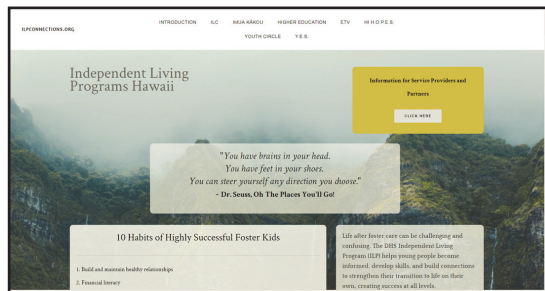 ILPCONNECTIONS.ORG
INTRODUCTION ILC IMUA KĀKOU HIGHER EDUCATION ETV HI H.O.P.E.S.
YOUTH CIRCLE Y.E.S.
Independent Living
Programs Hawaii
Information for Service Providers and
Partners
CLICK HERE
"You have brains in your head.
You have feet in your shoes.
You can steer yourself any direction you choose."
~ Dr. Seuss, Oh The Places You'll Go!
10 Habits of Highly Successful Foster Kids
1. Build and maintain healthy relationships
2. Financial literacy
Life after foster care can be challenging and
confusing. The DHS Independent Living
Program (ILP) helps young people become
informed, develop skills, and build connections
to strengthen their transition to life on their
own, creating success at all levels.